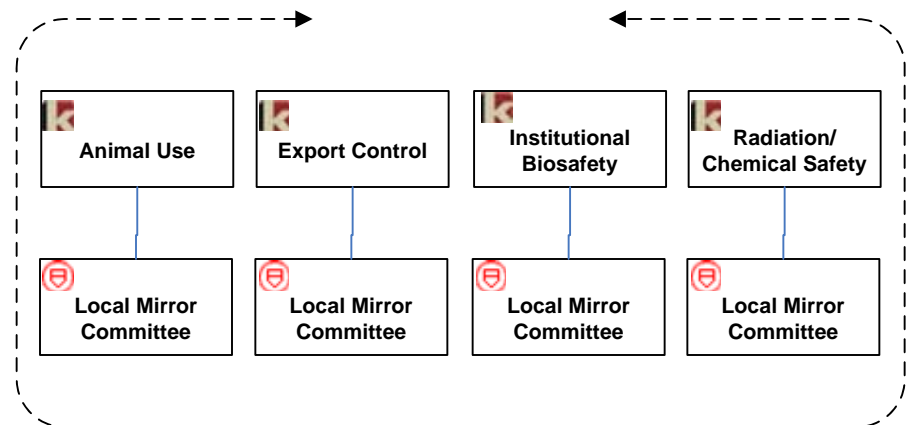 Animal Use
Export Control
Institutional
Biosafety
Radiation/
Chemical Safety
Local Mirror
Committee
Local Mirror
Committee
Local Mirror
Committee
Local Mirror
Committee
k
k
k
k